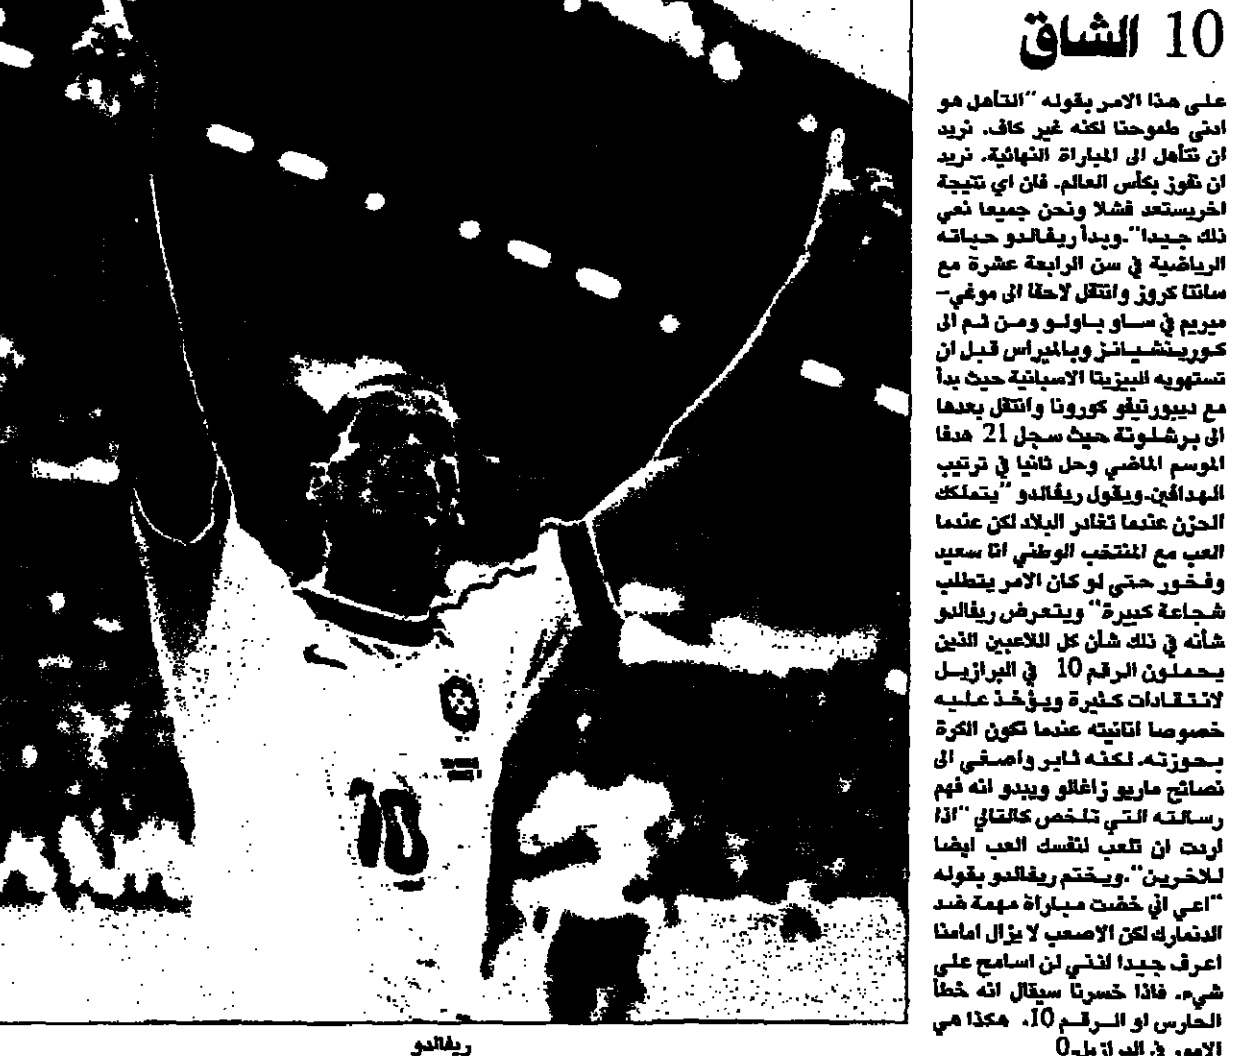 10 الشاق
على هذا الامر بقوله "التأهل هو
ادنى طموحنا لكنه غير كاف. نريد
ان نتأهل الى المباراة النهائية. نريد
ان نفوز بكأس العالم. فان اي نتيجة
اخريستعد فشلا ونحن جميعا نعي
ذلك جيدا".وبدأ ريفالدو حياته
الرياضية في سن الرابعة عشرة مع
سانتا كروز وانتقل لاحقا الى موغي-
ميريم في ساو باولو ومن ثم الى
كورينشيانز وبالميراس قبل ان
تستهويه البيزيتا الاسبانية حيث بدأ
مع ديبورتيفو كورونا وانتقل بعدها
الى برشلونة حيث سجل 21 هدفا
الموسم الماضي وحل ثانيا في ترتيب
الهدافين.ويقول ريفالدو "يتملكك
الحزن عندما تغادر البلاد لكن عندما
العب مع المنتخب الوطني انا سعيد
وفخور حتى لو كان الامر يتطلب
شجاعة كبيرة" ويتعرض ريفالدو
شأنه في ذلك شأن كل اللاعبين الذين
يحملون الرقم 10 في البرازيل
لانتقادات كثيرة ويؤخذ عليه
خصوصا انانيته عندما تكون الكرة
بحوزته. لكنه ثابر واصغى الى
نصائح ماريو زاغالو ويبدو انه فهم
رسالته التي تلخص كالتالي "اذا
اردت ان تلعب لنفسك العب ايضا
للاخرين".ويختم ريفالدو بقوله
"اعي اني خضت مباراة مهمة ضد
الدنمارك لكن الاصعب لا يزال امامنا
اعرف جيدا انني لن اسامح على
شيء. فاذا خسرنا سيقال انه خطأ
الحارس او الرقم 10. هكذا هي
الامور في البرازيل.0
10
ريفالدو